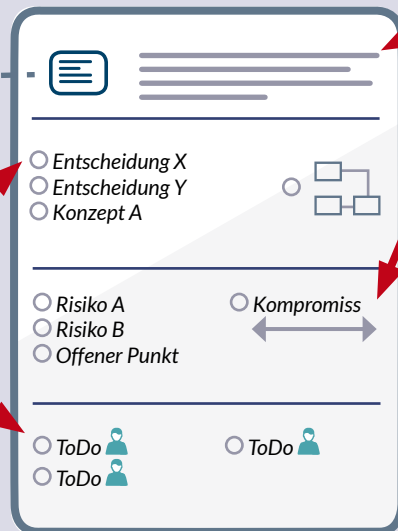 Entscheidung X
Entscheidung Y
Konzept A
Risiko A
Risiko B
Offener Punkt
Kompromiss
ToDo
ToDo
ToDo